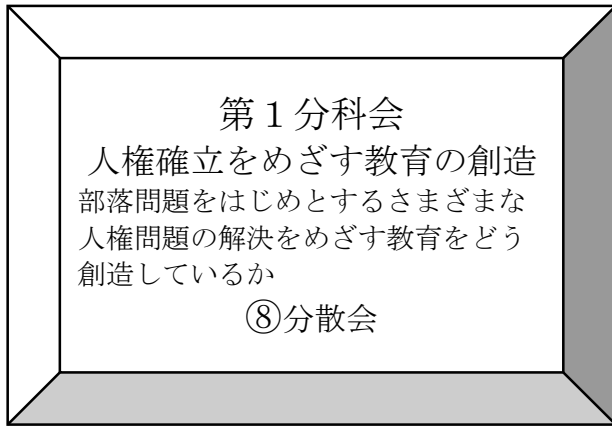 第１分科会
人権確立をめざす教育の創造
部落問題をはじめとするさまざまな
人権問題の解決をめざす教育をどう
創造しているか
⑧分散会